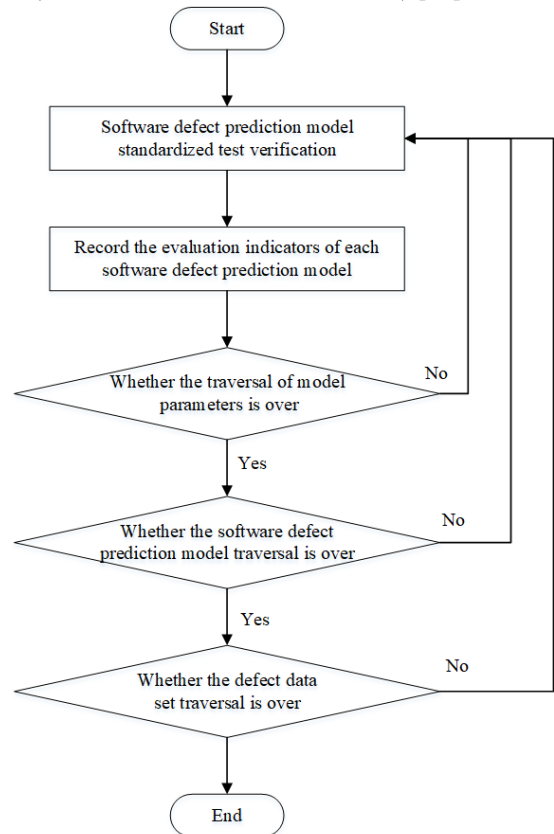 Start
Software defect prediction model
standardized test verification
Record the evaluation indicators of each
software defect prediction model
Whether the traversal of model
parameters is over
No
Yes
Whether the software defect
prediction model traversal is over
No
Yes
Whether the defect data
set traversal is over
No
End